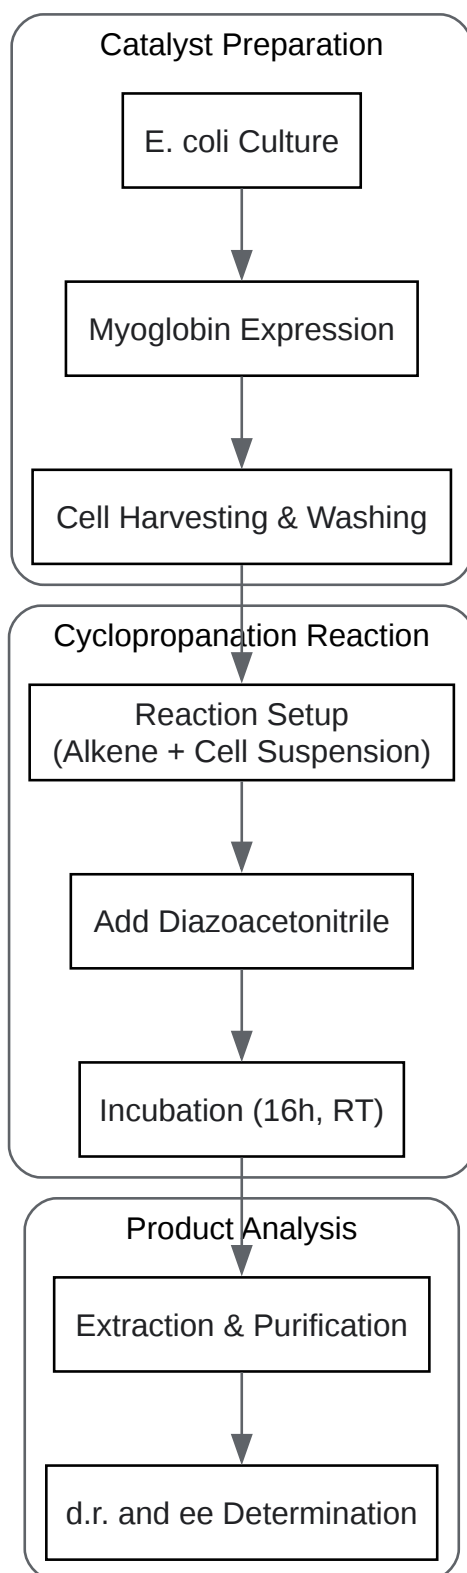 Catalyst Preparation
E. coli Culture
Myoglobin Expression
Cell Harvesting & Washing
Cyclopropanation Reaction
Reaction Setup
(Alkene + Cell Suspension)
Add Diazoacetonitrile
Incubation (16h, RT)
Product Analysis
Extraction & Purification
d.r. and ee Determination